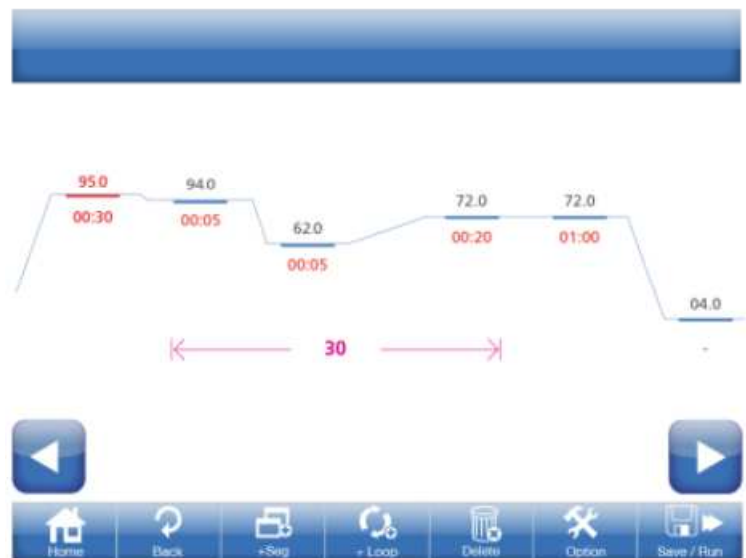 95.0
94.0
62.0
72.0
72.0
04.0
00:30
00:05
00:05
00:20
01:00
-
30
Home
Back
+Seg
+ Loop
Delete
Option
Save / Run